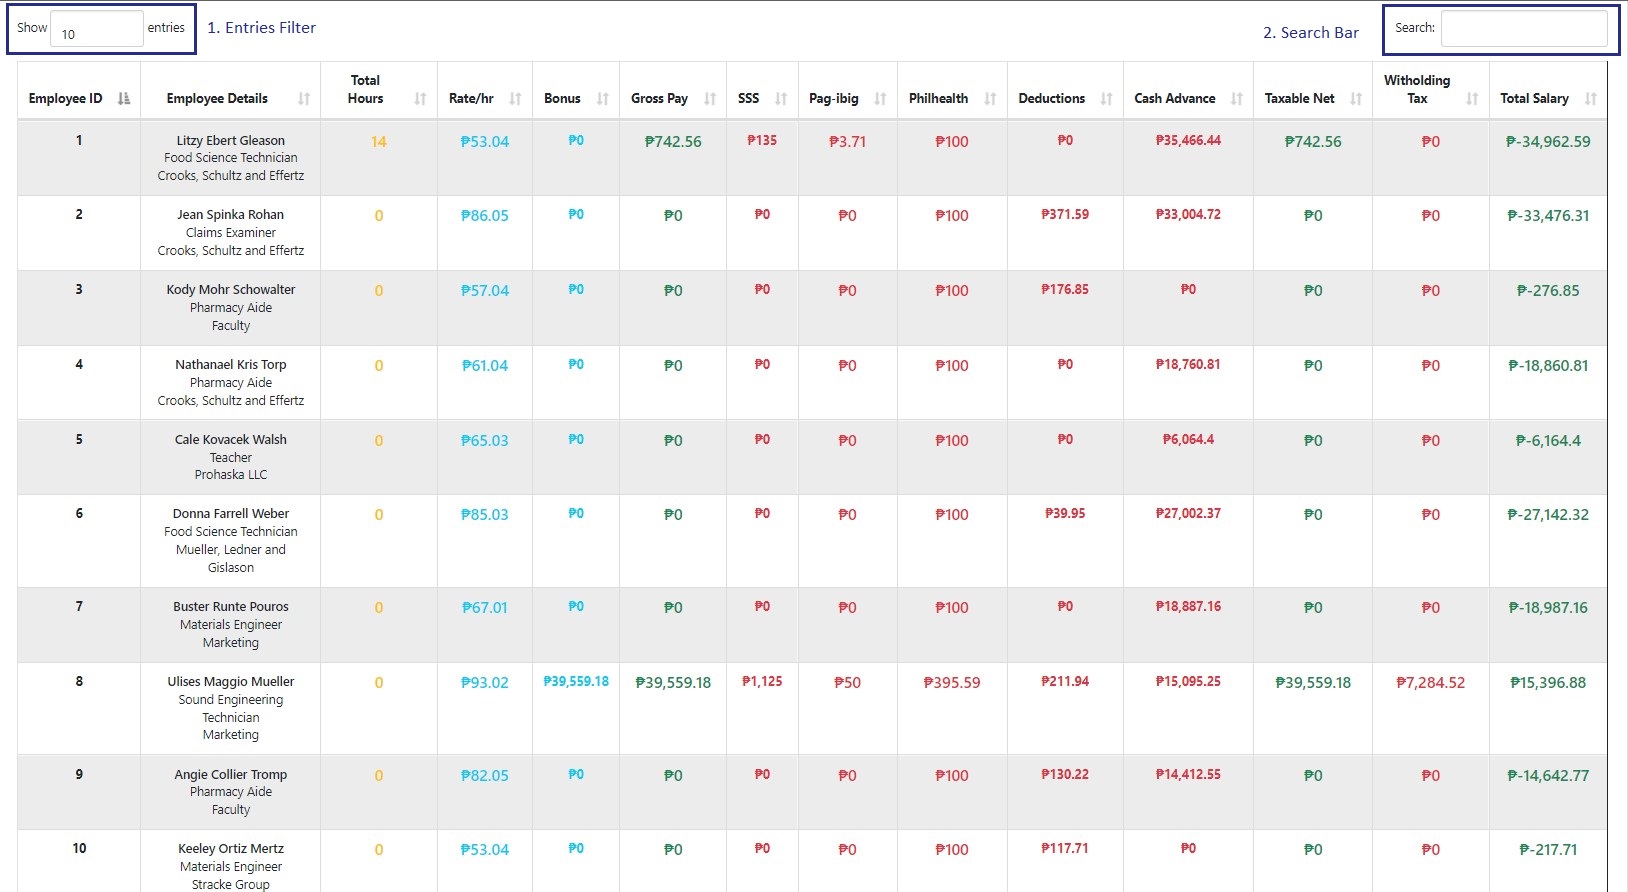 Show 10 entries 1. Entries Filter 2. Search Bar Search:
Employee ID Employee Details Total Hours Rate/hr Bonus Gross Pay SSS Pag-ibig Philhealth Deductions Cash Advance Taxable Net Witholding Tax Total Salary
1 Litzy Ebert Gleason 14 ₱53.04 ₱0 ₱742.56 ₱135 ₱3.71 ₱100 ₱0 ₱35,466.44 ₱742.56 ₱0 ₱-34,962.59
Food Science Technician
Crooks, Schultz and Effertz
2 Jean Spinka Rohan 0 ₱86.05 ₱0 ₱0 ₱0 ₱0 ₱100 ₱371.59 ₱33,004.72 ₱0 ₱0 ₱-33,476.31
Claims Examiner
Crooks, Schultz and Effertz
3 Kody Mohr Schowalter 0 ₱57.04 ₱0 ₱0 ₱0 ₱0 ₱100 ₱176.85 ₱0 ₱0 ₱0 ₱-276.85
Pharmacy Aide
Faculty
4 Nathanael Kris Torp 0 ₱61.04 ₱0 ₱0 ₱0 ₱0 ₱100 ₱0 ₱18,760.81 ₱0 ₱0 ₱-18,860.81
Pharmacy Aide
Crooks, Schultz and Effertz
5 Cale Kovacek Walsh 0 ₱65.03 ₱0 ₱0 ₱0 ₱0 ₱100 ₱0 ₱6,064.4 ₱0 ₱0 ₱-6,164.4
Teacher
Prohaska LLC
6 Donna Farrell Weber 0 ₱85.03 ₱0 ₱0 ₱0 ₱0 ₱100 ₱39.95 ₱27,002.37 ₱0 ₱0 ₱-27,142.32
Food Science Technician
Mueller, Ledner and
Gislason
7 Buster Runte Pouros 0 ₱67.01 ₱0 ₱0 ₱0 ₱0 ₱100 ₱0 ₱18,887.16 ₱0 ₱0 ₱-18,987.16
Materials Engineer
Marketing
8 Ulises Maggio Mueller 0 ₱93.02 ₱39,559.18 ₱39,559.18 ₱1,125 ₱50 ₱395.59 ₱211.94 ₱15,095.25 ₱39,559.18 ₱7,284.52 ₱15,396.88
Sound Engineering
Technician
Marketing
9 Angie Collier Tromp 0 ₱82.05 ₱0 ₱0 ₱0 ₱0 ₱100 ₱130.22 ₱14,412.55 ₱0 ₱0 ₱-14,642.77
Pharmacy Aide
Faculty
10 Keeley Ortiz Mertz 0 ₱53.04 ₱0 ₱0 ₱0 ₱0 ₱100 ₱117.71 ₱0 ₱0 ₱0 ₱-217.71
Materials Engineer
Stracke Group